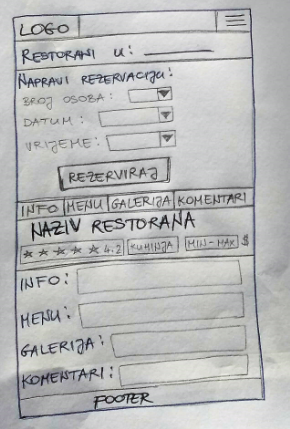 LOGO
RESTORANI U:
NAPRAVI REZERVACIJU:
BROJ OSOBA:
DATUM:
VRIJEME:
REZERVIRAJ
INFO MENU GALERIJA KOMENTARI
NAZIV RESTORANA
★★★★★ 4.2 KUHINJA MIN-MAX $
INFO:
MENU:
GALERIJA:
KOMENTARI:
FOOTER